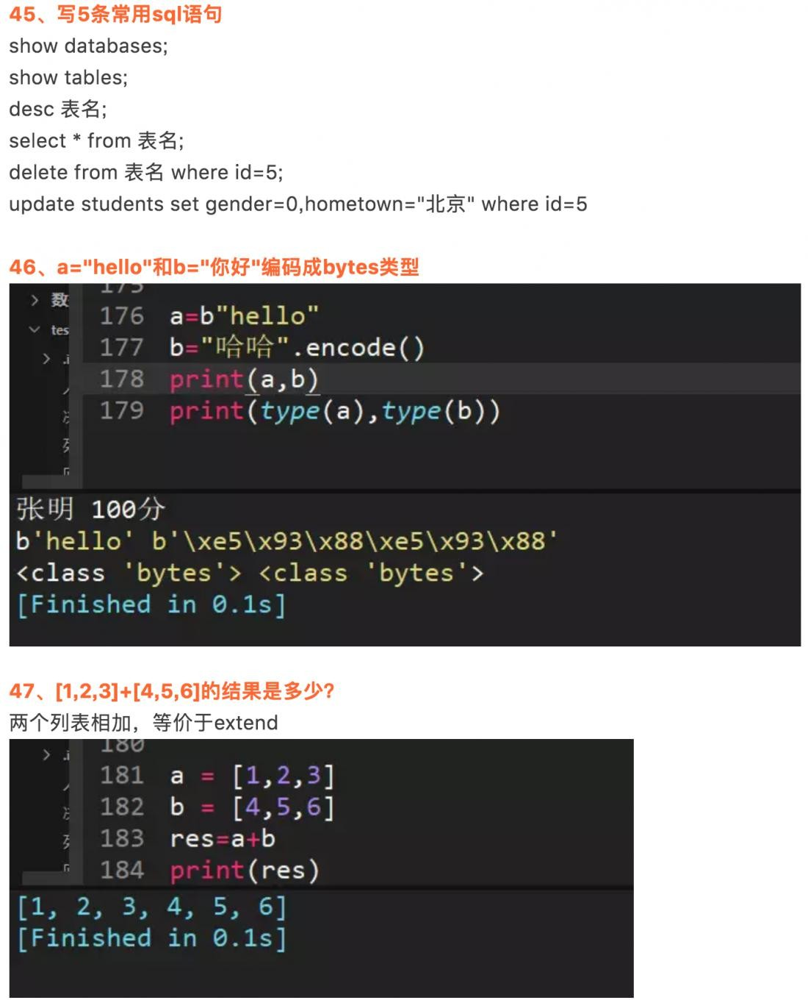 45、写5条常用sql语句
show databases;
show tables;
desc 表名;
select * from 表名;
delete from 表名 where id=5;
update students set gender=0,hometown="北京" where id=5
46、a="hello"和b="你好"编码成bytes类型
175
数
176 a=b"hello"
tes
177 b="哈哈".encode()
178 print(a,b)
179 print(type(a),type(b))
张明 100分
b'hello' b'\xe5\x93\x88\xe5\x93\x88'
<class 'bytes'> <class 'bytes'>
[Finished in 0.1s]
47、[1,2,3]+[4,5,6]的结果是多少?
两个列表相加，等价于extend
180
181 a = [1,2,3]
182 b = [4,5,6]
183 res=a+b
184 print(res)
[1, 2, 3, 4, 5, 6]
[Finished in 0.1s]